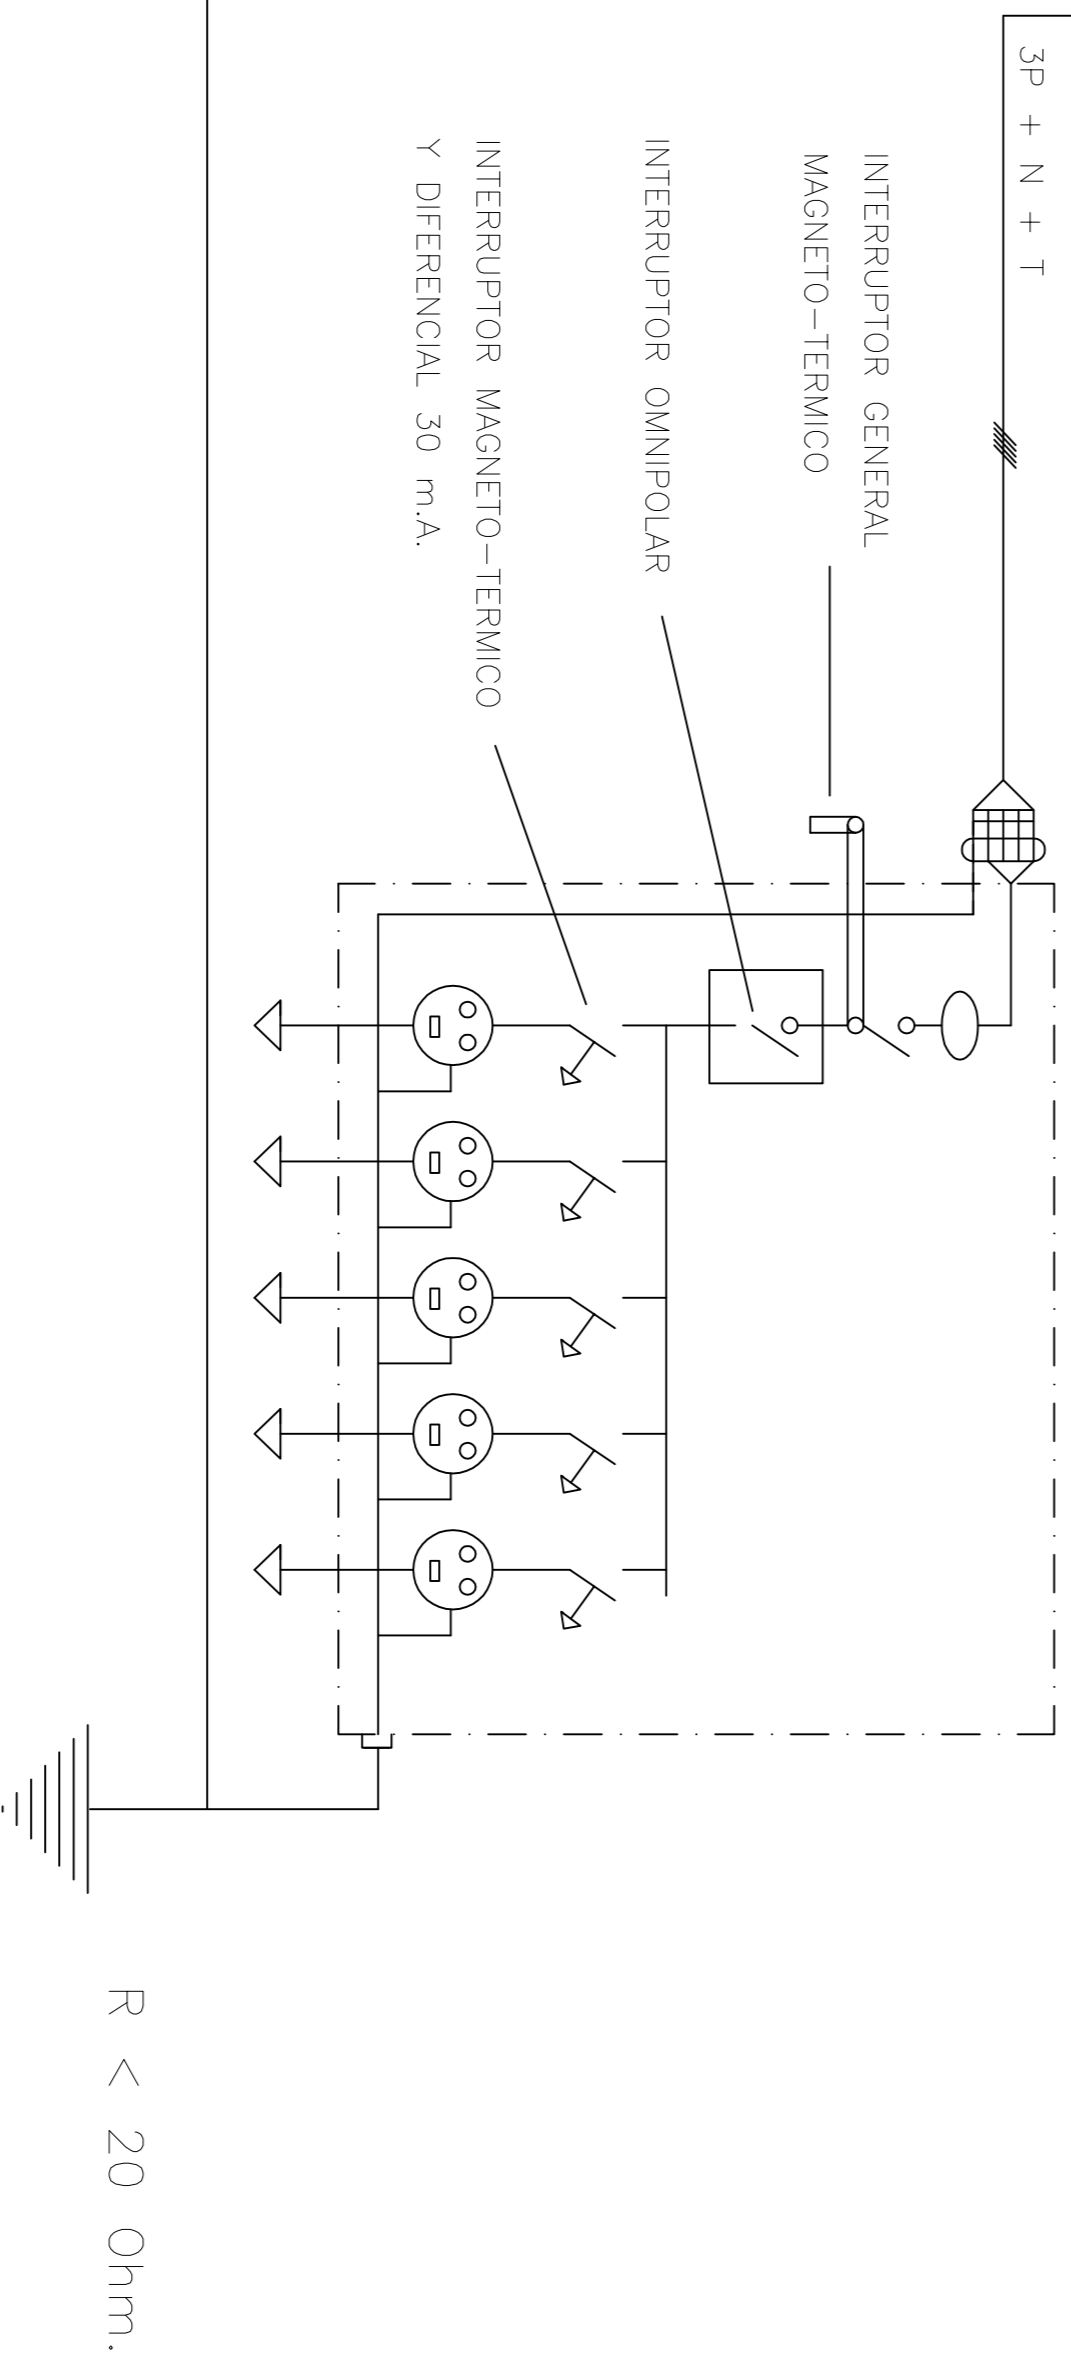 3P + N + T
INTERRUPTOR GENERAL
MAGNETO-TERMICO
INTERRUPTOR OMNIPOLAR
INTERRUPTOR MAGNETO-TERMICO
Y DIFERENCIAL 30 m.A.
R < 20 Ohm.